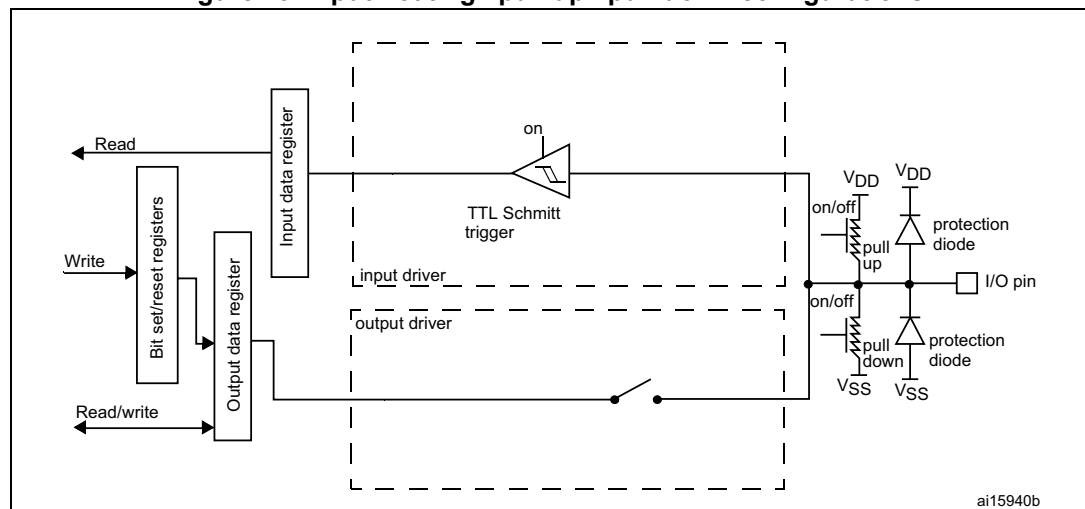 on
Read
Input data register
TTL Schmitt
trigger
input driver
Write
Bit set/reset registers
Output data register
Read/write
output driver
VDD
VDD
on/off
pull
up
protection
diode
I/O pin
on/off
pull
down
protection
diode
VSS
VSS
ai15940b